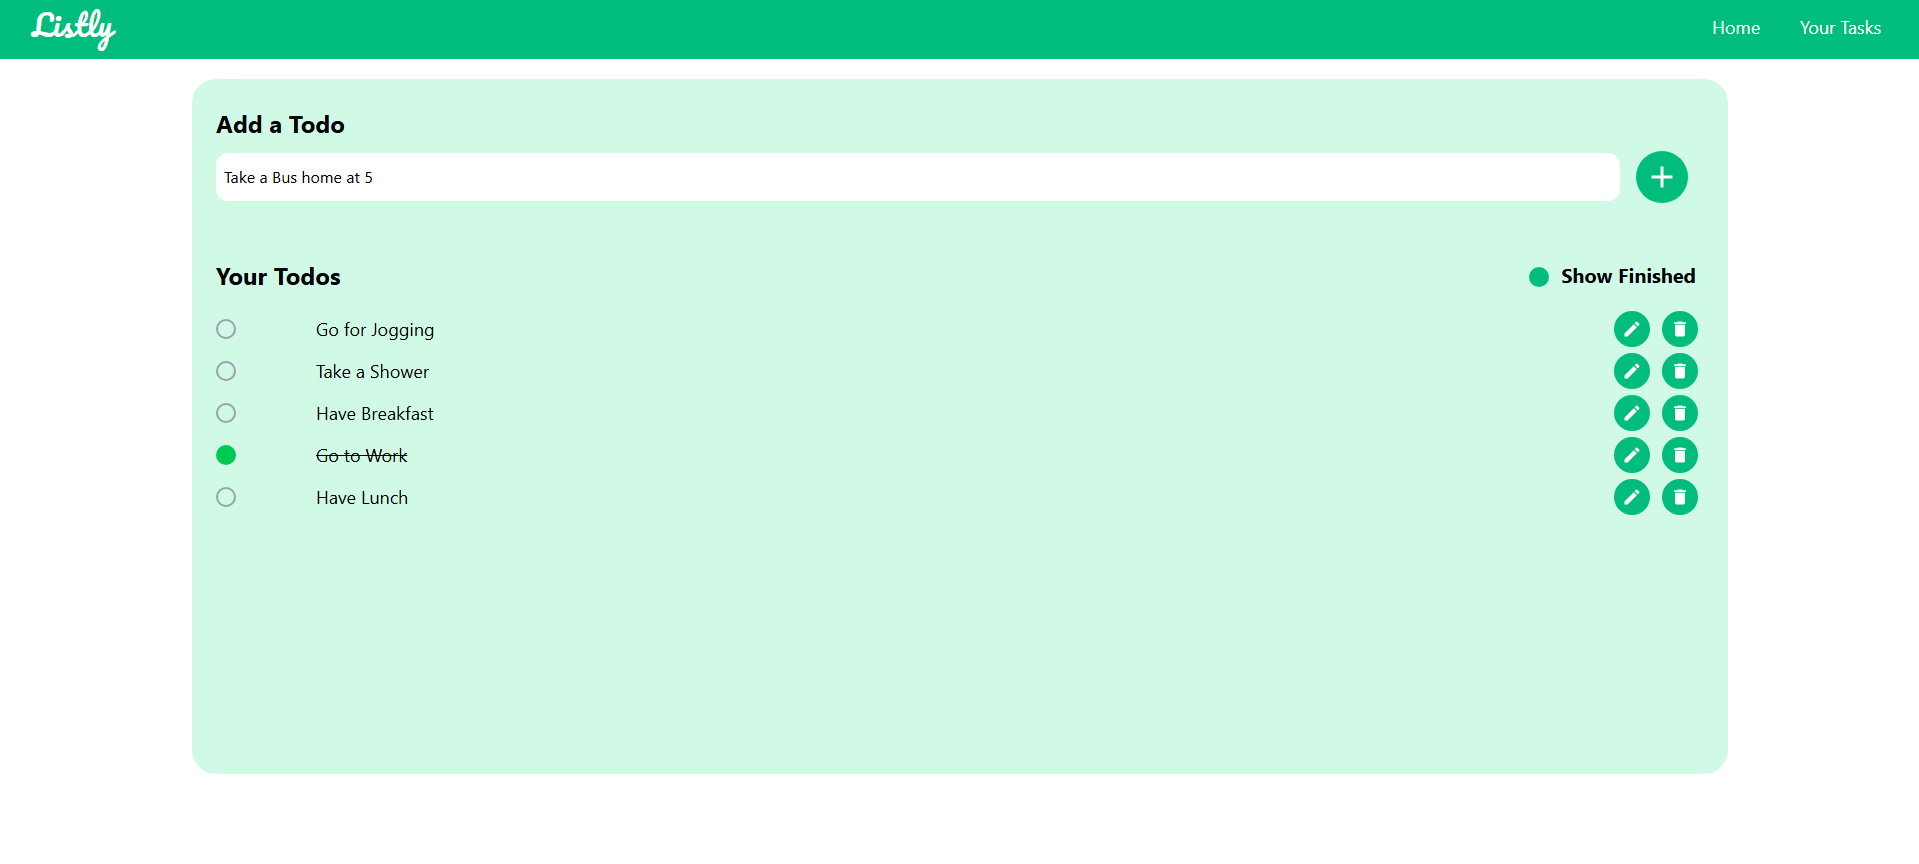 Listly
Home
Your Tasks
Add a Todo
Take a Bus home at 5
Your Todos
Show Finished
Go for Jogging
Take a Shower
Have Breakfast
Go to Work
Have Lunch